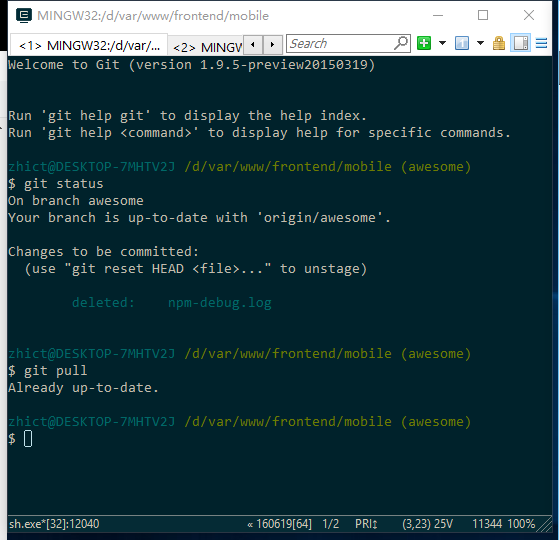 MINGW32:/d/var/www/frontend/mobile
<1> MINGW32:/d/var/... <2> MINGW Search
Welcome to Git (version 1.9.5-preview20150319)
Run 'git help git' to display the help index.
Run 'git help <command>' to display help for specific commands.
zhict@DESKTOP-7MHTV2J /d/var/www/frontend/mobile (awesome)
$ git status
On branch awesome
Your branch is up-to-date with 'origin/awesome'.
Changes to be committed:
(use "git reset HEAD <file>..." to unstage)
deleted: npm-debug.log
zhict@DESKTOP-7MHTV2J /d/var/www/frontend/mobile (awesome)
$ git pull
Already up-to-date.
zhict@DESKTOP-7MHTV2J /d/var/www/frontend/mobile (awesome)
$
sh.exe*[32]:12040 « 160619[64] 1/2 PRI↕ (3,23) 25V 11344 100%